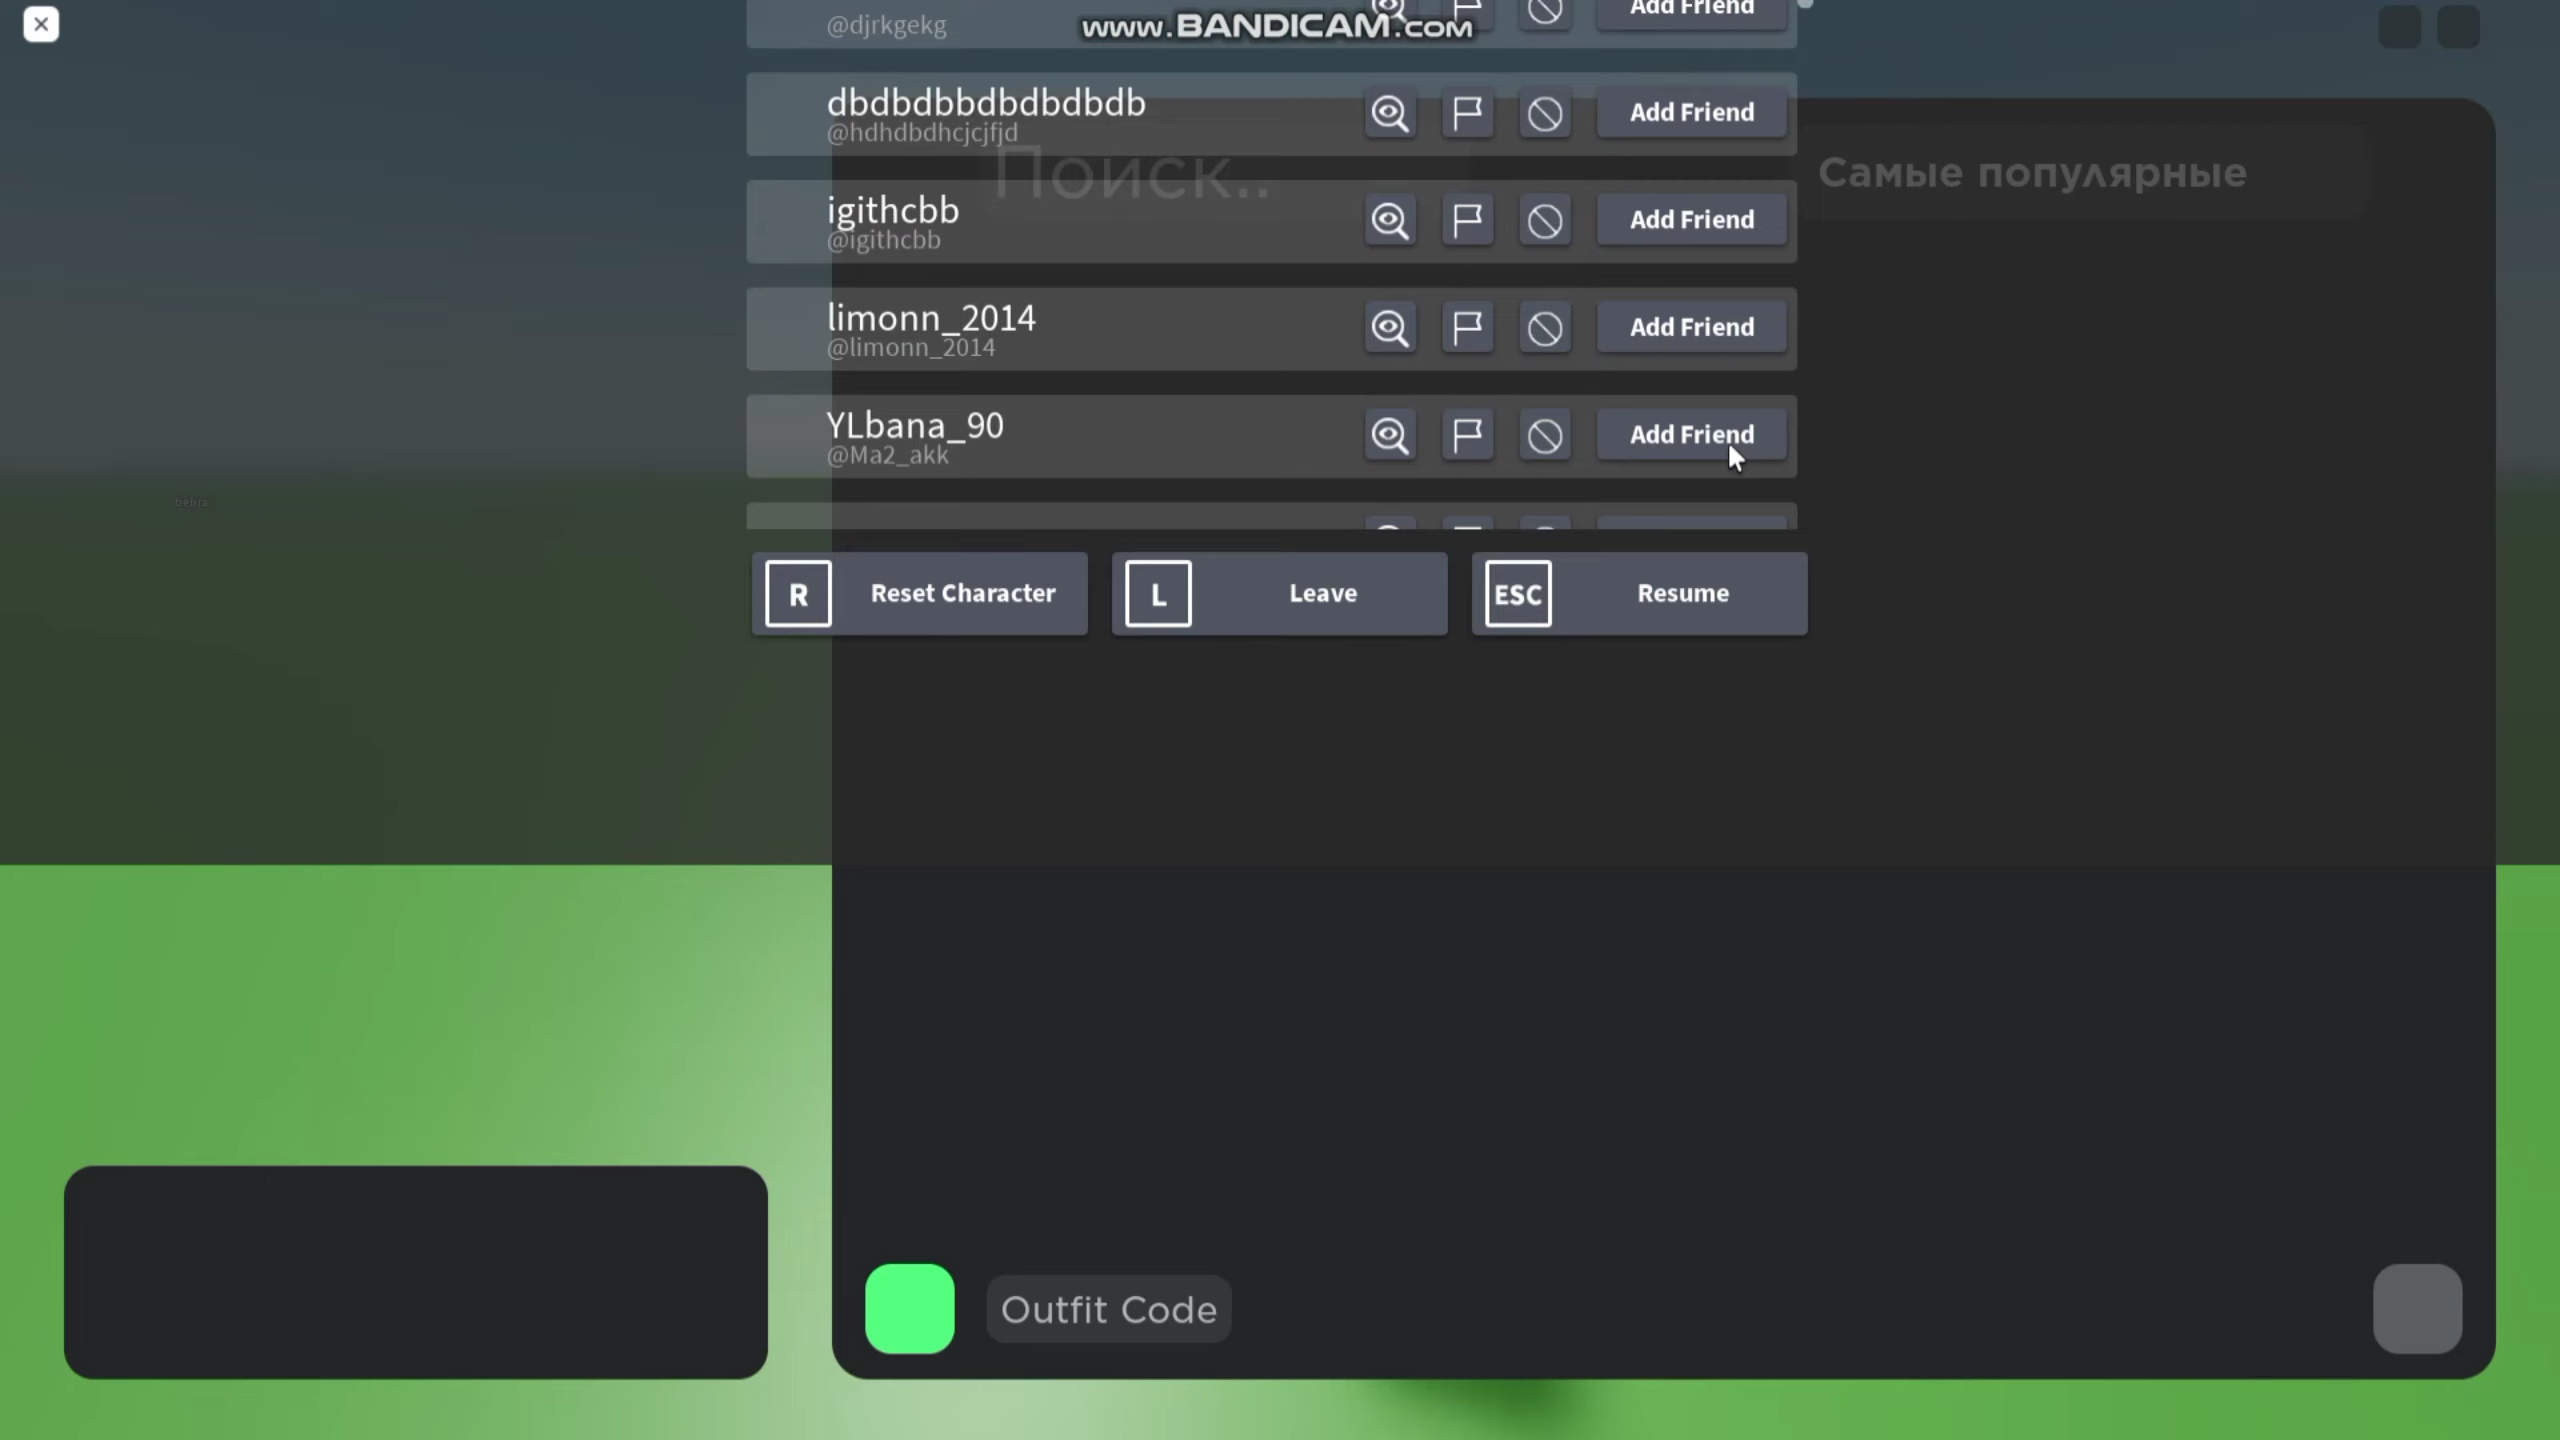 @djrkgekg
Add Friend
www.BANDICAM.com
dbdbdbbdbdbdbdb
@hdhdbdhcjcjfjd
Add Friend
Поиск..
Самые популярные
igithcbb
@igithcbb
Add Friend
limonn_2014
@limonn_2014
Add Friend
YLbana_90
@Ma2_akk
Add Friend
R Reset Character
L Leave
ESC Resume
Outfit Code